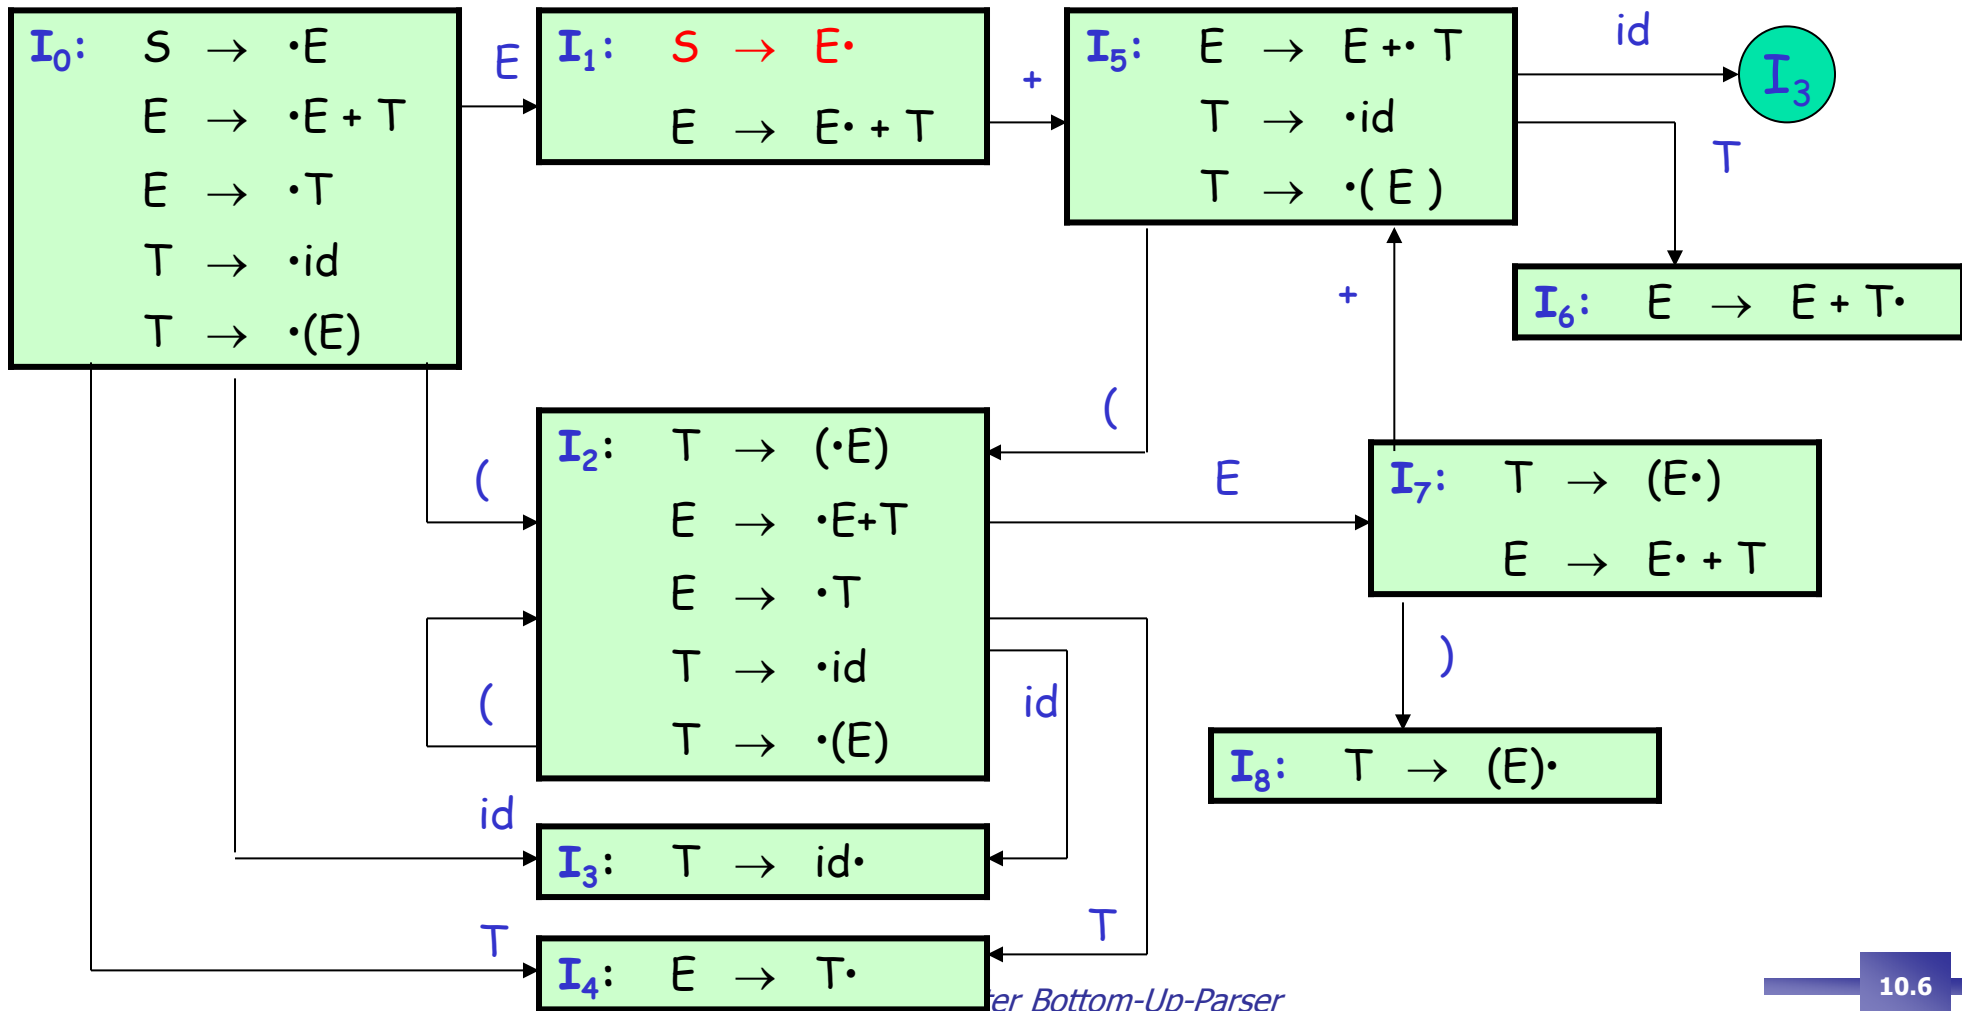 I0: S → •E
E → •E + T
E → •T
T → •id
T → •(E)
E
I1: S → E•
E → E• + T
+
I5: E → E +• T
T → •id
T → •( E )
id
I3
T
I6: E → E + T•
+
(
(
I2: T → (•E)
E → •E+T
E → •T
T → •id
T → •(E)
E
I7: T → (E•)
E → E• + T
(
id
)
I8: T → (E)•
id
I3: T → id•
T
T
I4: E → T•
ter Bottom-Up-Parser
10.6